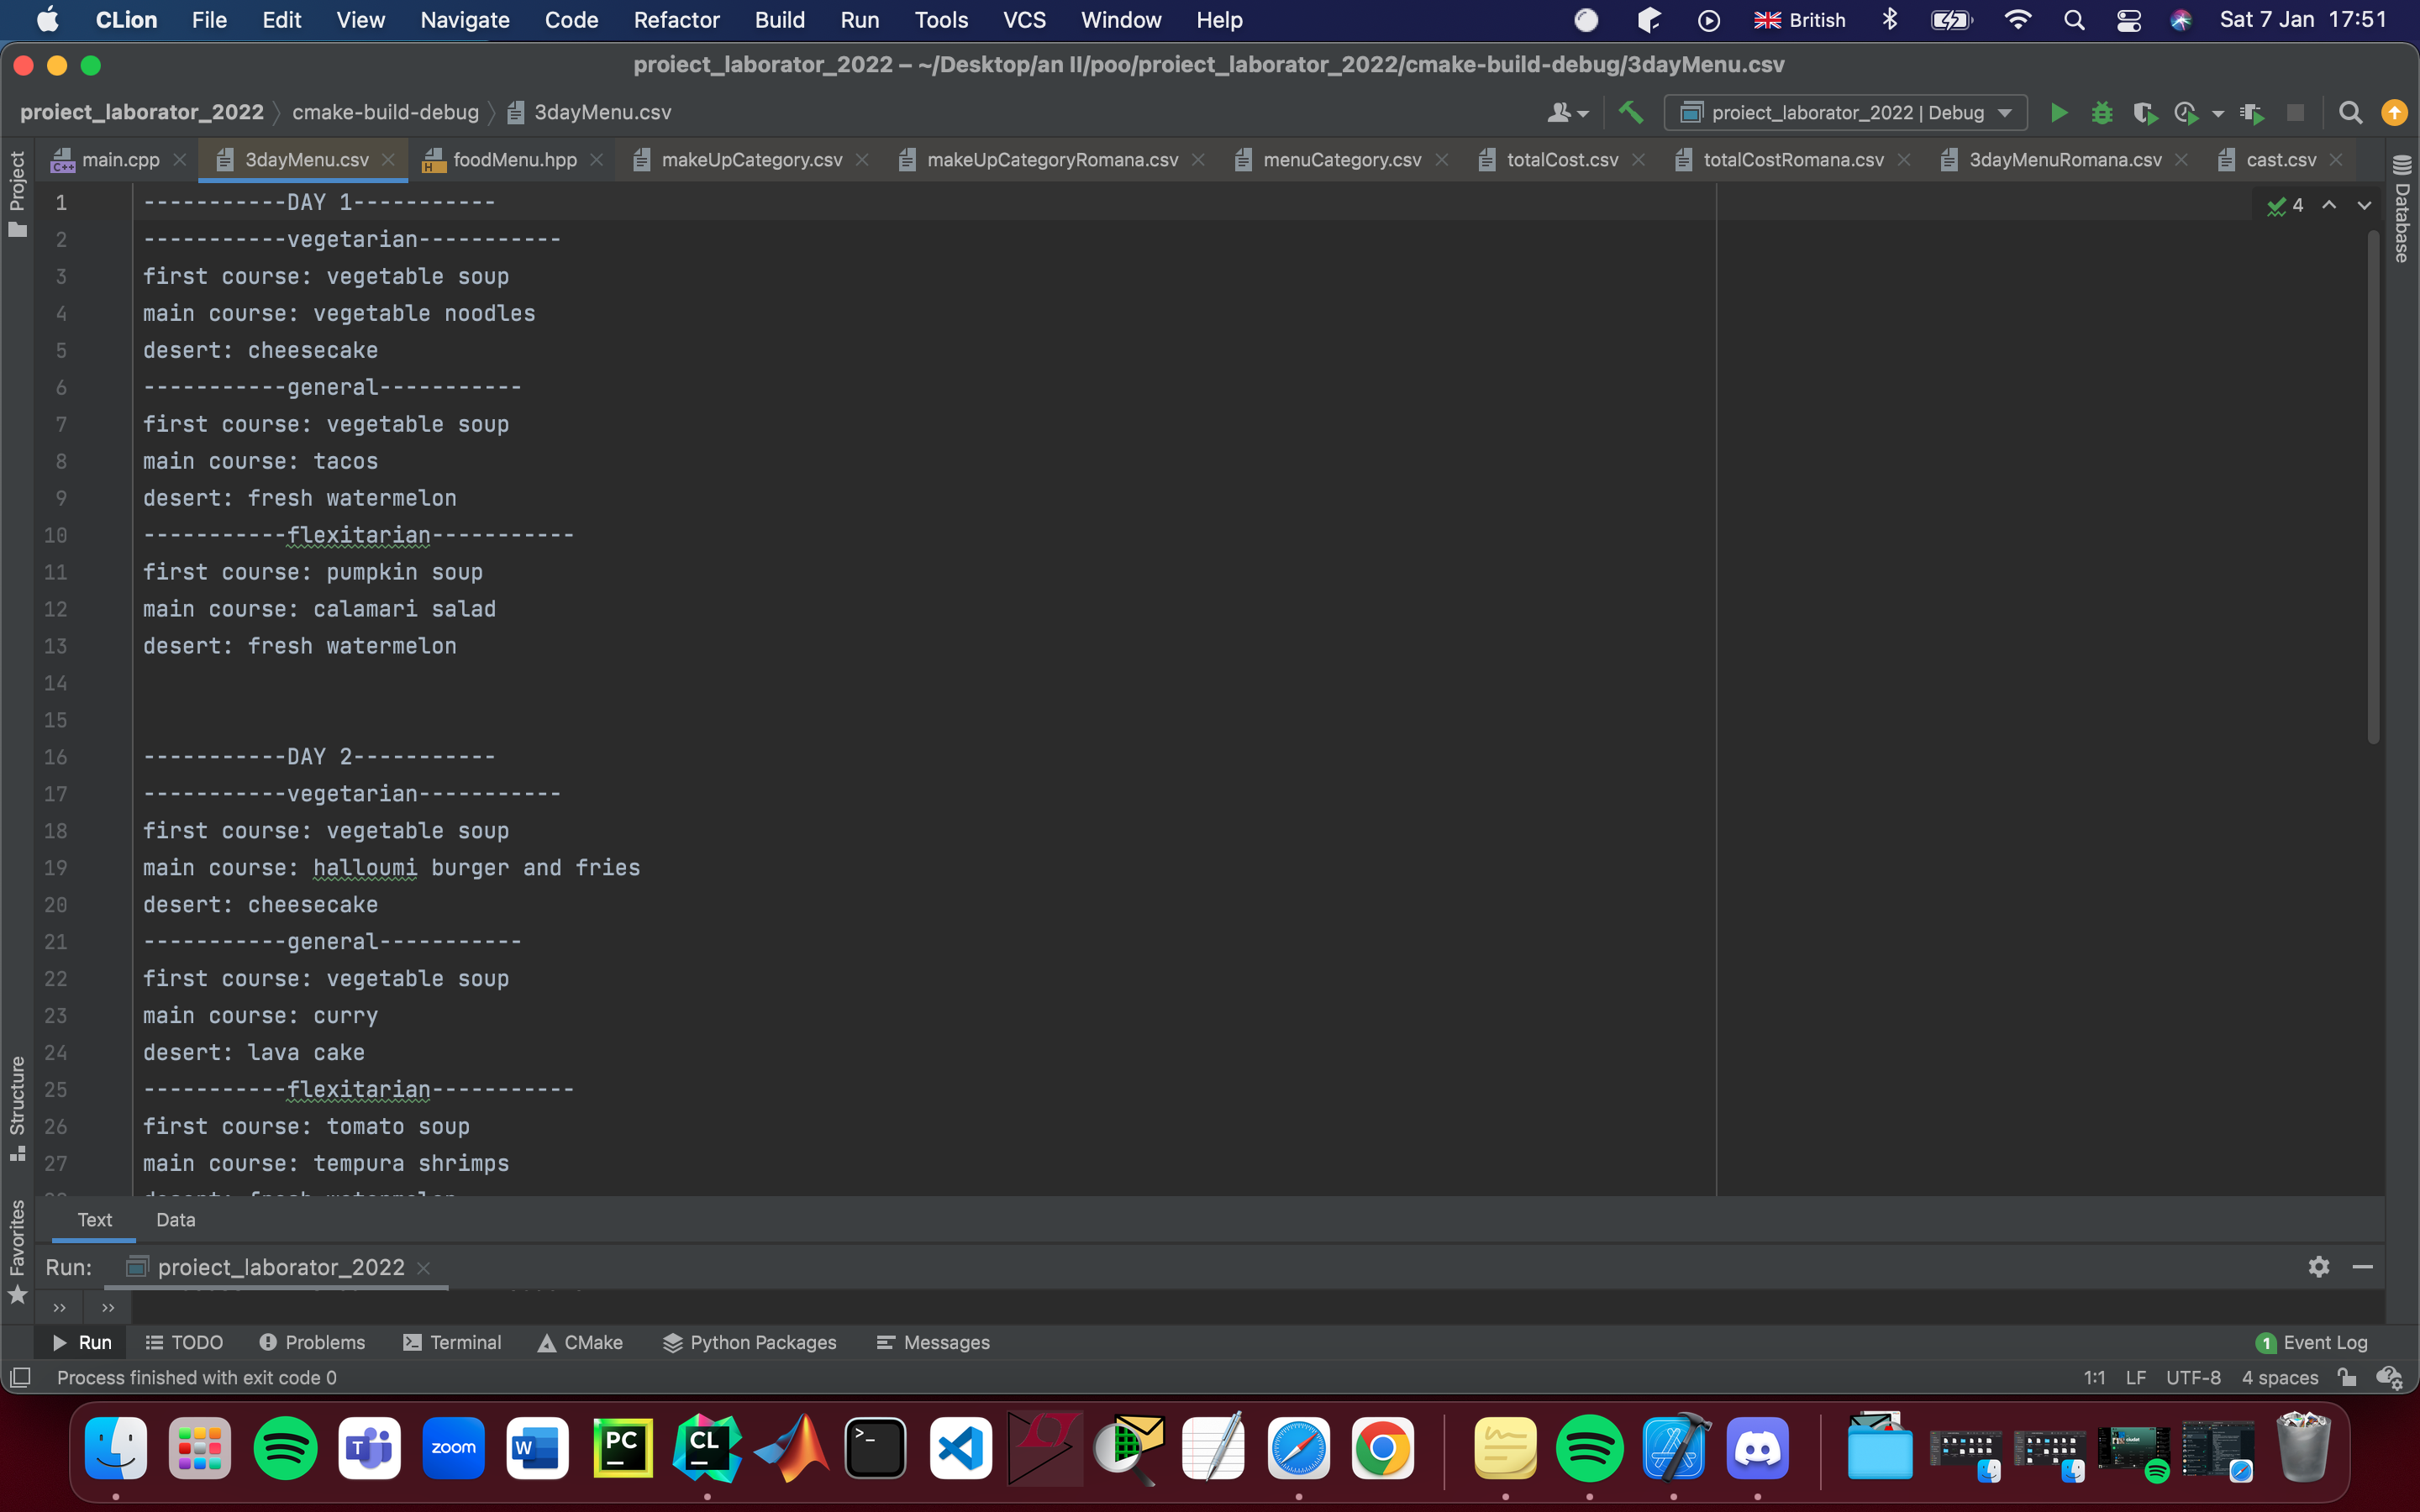 CLion File Edit View Navigate Code Refactor Build Run Tools VCS Window Help British Sat 7 Jan 17:51
proiect_laborator_2022 – ~/Desktop/an II/poo/proiect_laborator_2022/cmake-build-debug/3dayMenu.csv
proiect_laborator_2022 cmake-build-debug 3dayMenu.csv proiect_laborator_2022 | Debug
main.cpp 3dayMenu.csv foodMenu.hpp makeUpCategory.csv makeUpCategoryRomana.csv menuCategory.csv totalCost.csv totalCostRomana.csv 3dayMenuRomana.csv cast.csv
Project
Database
4
1 -----------DAY 1-----------
2 -----------vegetarian-----------
3 first course: vegetable soup
4 main course: vegetable noodles
5 desert: cheesecake
6 -----------general-----------
7 first course: vegetable soup
8 main course: tacos
9 desert: fresh watermelon
10 -----------flexitarian-----------
11 first course: pumpkin soup
12 main course: calamari salad
13 desert: fresh watermelon
14
15
16 -----------DAY 2-----------
17 -----------vegetarian-----------
18 first course: vegetable soup
19 main course: halloumi burger and fries
20 desert: cheesecake
21 -----------general-----------
22 first course: vegetable soup
23 main course: curry
24 desert: lava cake
25 -----------flexitarian-----------
26 first course: tomato soup
27 main course: tempura shrimps
Structure
Favorites
Text Data
Run: proiect_laborator_2022
Run TODO Problems Terminal CMake Python Packages Messages 1 Event Log
Process finished with exit code 0 1:1 LF UTF-8 4 spaces
T zoom W PC CL